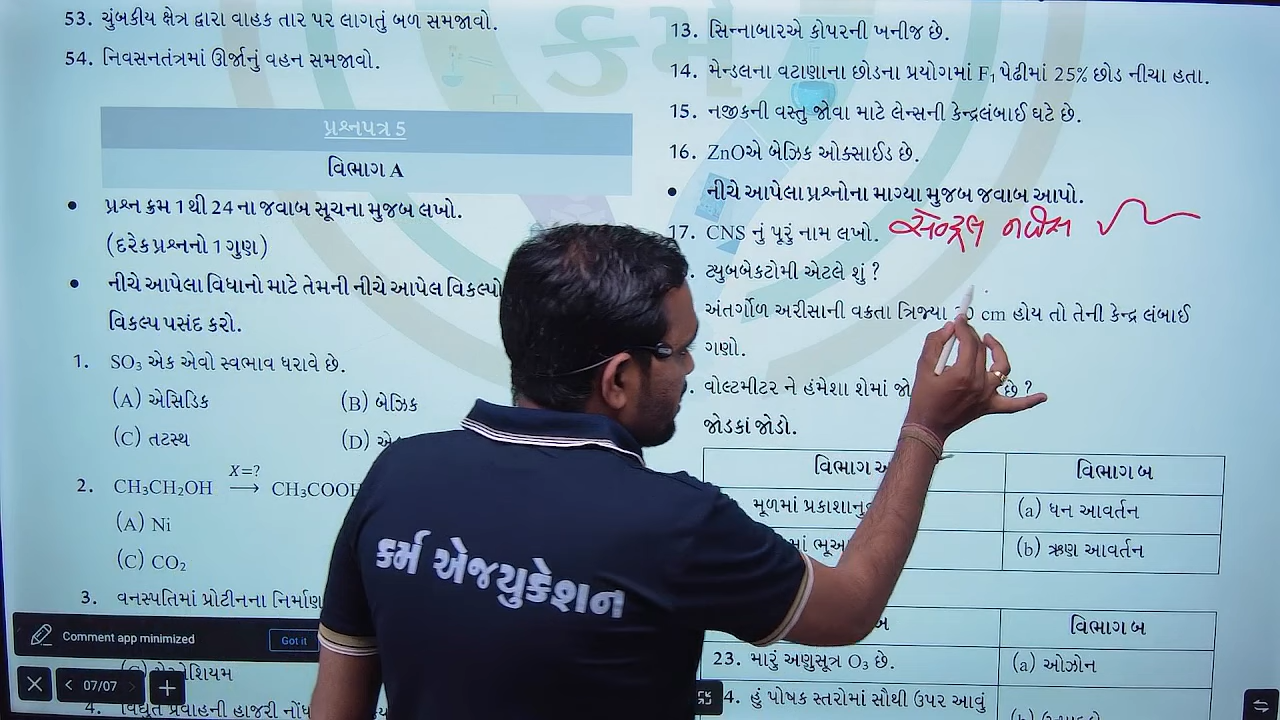 53. ચુંબકીય ક્ષેત્ર દ્વારા વાહક તાર પર લાગતું બળ સમજાવો.
54. નિવસનતંત્રમાં ઊર્જાનું વહન સમજાવો.
પ્રશ્નપત્ર 5
વિભાગ A
• પ્રશ્ન ક્રમ 1 થી 24 ના જવાબ સૂચના મુજબ લખો.
(દરેક પ્રશ્નનો 1 ગુણ)
• નીચે આપેલા વિધાનો માટે તેમની નીચે આપેલ વિકલ્પો
વિકલ્પ પસંદ કરો.
1. SO₃ એક એવો સ્વભાવ ધરાવે છે.
(A) એસિડિક (B) બેઝિક
(C) તટસ્થ (D)
X=?
2. CH₃CH₂OH ⟶ CH₃COOH
(A) Ni
(C) CO₂
3. વનસ્પતિમાં પ્રોટીનના નિર્માણ
Comment app minimized Got it
07/07
4. વિદ્યુત પ્રવાહની હાજરી
13. સિન્નાબારએ કોપરની ખનીજ છે.
14. મેન્ડલના વટાણાના છોડના પ્રયોગમાં F₁ પેઢીમાં 25% છોડ નીચા હતા.
15. નજીકની વસ્તુ જોવા માટે લેન્સની કેન્દ્રલંબાઈ ઘટે છે.
16. ZnOએ બેઝિક ઓક્સાઈડ છે.
• નીચે આપેલા પ્રશ્નોના માગ્યા મુજબ જવાબ આપો.
17. CNS નું પૂરું નામ લખો. સેન્ટ્રલ નર્વસ
ટ્યુબબેકટોમી એટલે શું ?
અંતર્ગોળ અરીસાની વક્રતા ત્રિજ્યા cm હોય તો તેની કેન્દ્ર લંબાઈ
ગણો.
વોલ્ટમીટર ને હંમેશા શેમાં છે ?
જોડકાં જોડો.
વિભાગ અ વિભાગ બ
મૂળમાં (a) ધન આવર્તન
(b) ઋણ આવર્તન
વિભાગ બ
23. મારું અણુસૂત્ર O₃ છે. (a) ઓઝોન
હું પોષક સ્તરોમાં સૌથી ઉપર આવું
(b)
કર્મ એજ્યુકેશન